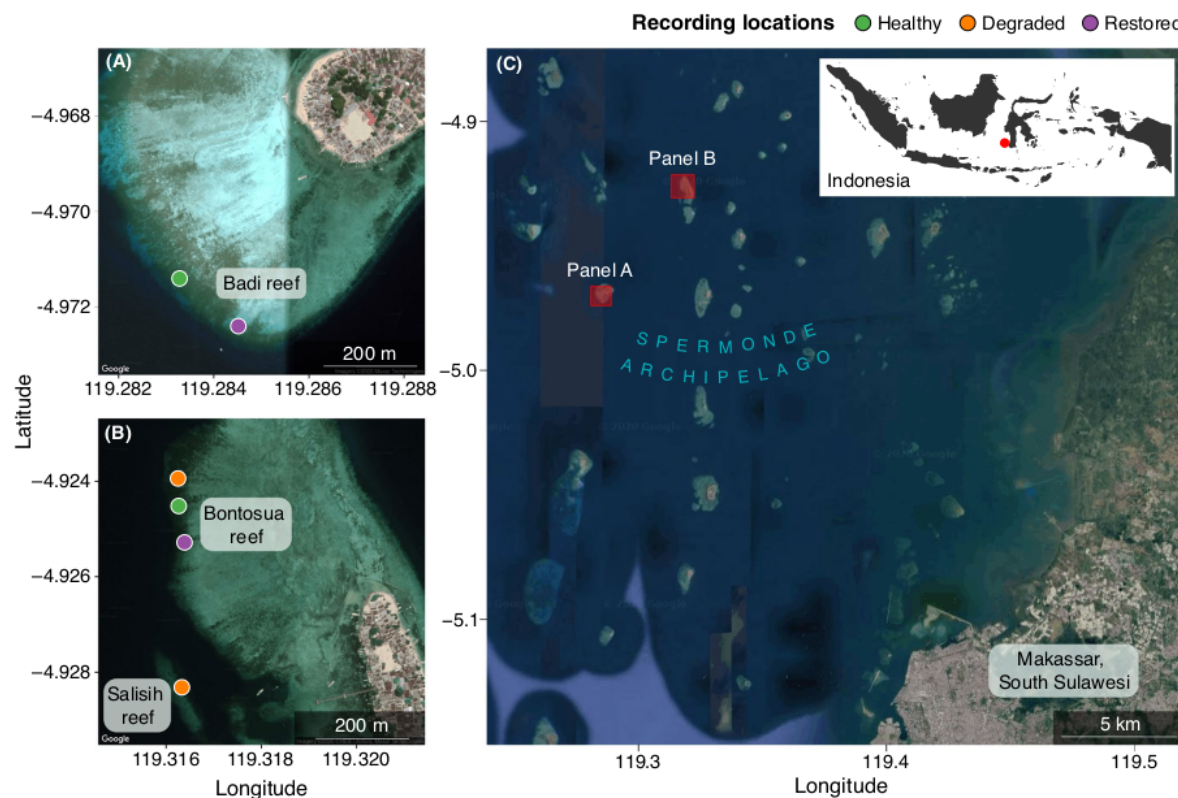 Recording locations Healthy Degraded Restored
(A)
−4.968
−4.970
−4.972
Badi reef
200 m
Google
119.282 119.284 119.286 119.288
Latitude
(B)
−4.924
−4.926
−4.928
Bontosua
reef
Salisih
reef
200 m
Google
119.316 119.318 119.320
Longitude
(C)
−4.9
−5.0
−5.1
Panel B
Panel A
SPERMONDE
ARCHIPELAGO
Indonesia
© 2020 Google
Makassar,
South Sulawesi
5 km
119.3 119.4 119.5
Longitude